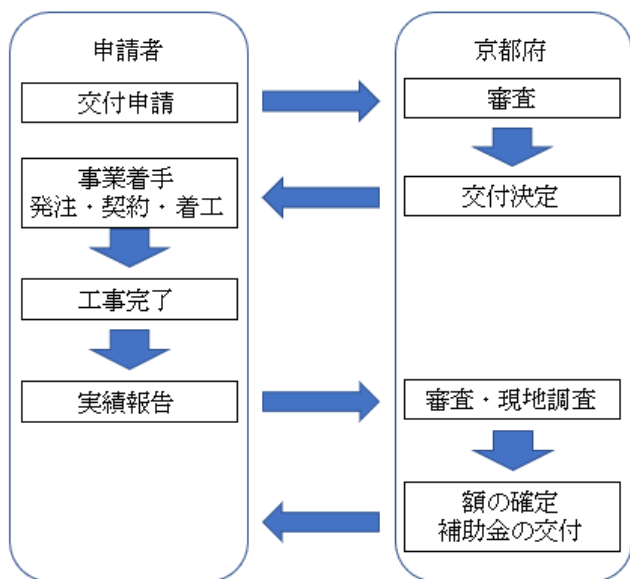 申請者
交付申請
事業着手
発注・契約・着工
工事完了
実績報告
京都府
審査
交付決定
審査・現地調査
額の確定
補助金の交付